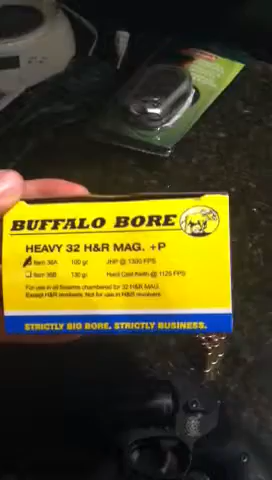 BUFFALO BORE
HEAVY 32 H&R MAG. +P
Item 36A 100 gr JHP @ 1300 FPS
Item 36B 130 gr Hard Cast Keith @ 1125 FPS
For use in all firearms chambered for 32 H&R MAG.
Except H&R revolvers. Not for use in H&R revolvers
STRICTLY BIG BORE. STRICTLY BUSINESS.